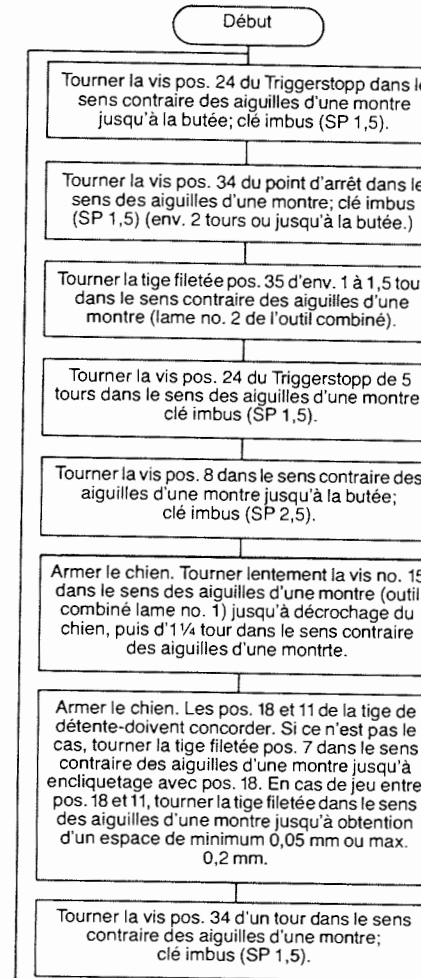 Début
Tourner la vis pos. 24 du Triggerstopp dans le
sens contraire des aiguilles d'une montre
jusqu'à la butée; clé imbus (SP 1,5).
Tourner la vis pos. 34 du point d'arrêt dans le
sens des aiguilles d'une montre; clé imbus
(SP 1,5) (env. 2 tours ou jusqu'à la butée.)
Tourner la tige filetée pos. 35 d'env. 1 à 1,5 tour
dans le sens contraire des aiguilles d'une
montre (lame no. 2 de l'outil combiné).
Tourner la vis pos. 24 du Triggerstopp de 5
tours dans le sens des aiguilles d'une montre
clé imbus (SP 1,5).
Tourner la vis pos. 8 dans le sens contraire des
aiguilles d'une montre jusqu'à la butée;
clé imbus (SP 2,5).
Armer le chien. Tourner lentement la vis no. 15
dans le sens des aiguilles d'une montre (outil
combiné lame no. 1) jusqu'à décrochage du
chien, puis d'1¼ tour dans le sens contraire
des aiguilles d'une montrte.
Armer le chien. Les pos. 18 et 11 de la tige de
détente-doivent concorder. Si ce n'est pas le
cas, tourner la tige filetée pos. 7 dans le sens
contraire des aiguilles d'une montre jusqu'à
encliquetage avec pos. 18. En cas de jeu entre
pos. 18 et 11, tourner la tige filetée dans le sens
des aiguilles d'une montre jusqu'à obtention
d'un espace de minimum 0,05 mm ou max.
0,2 mm.
Tourner la vis pos. 34 d'un tour dans le sens
contraire des aiguilles d'une montre;
clé imbus (SP 1,5).